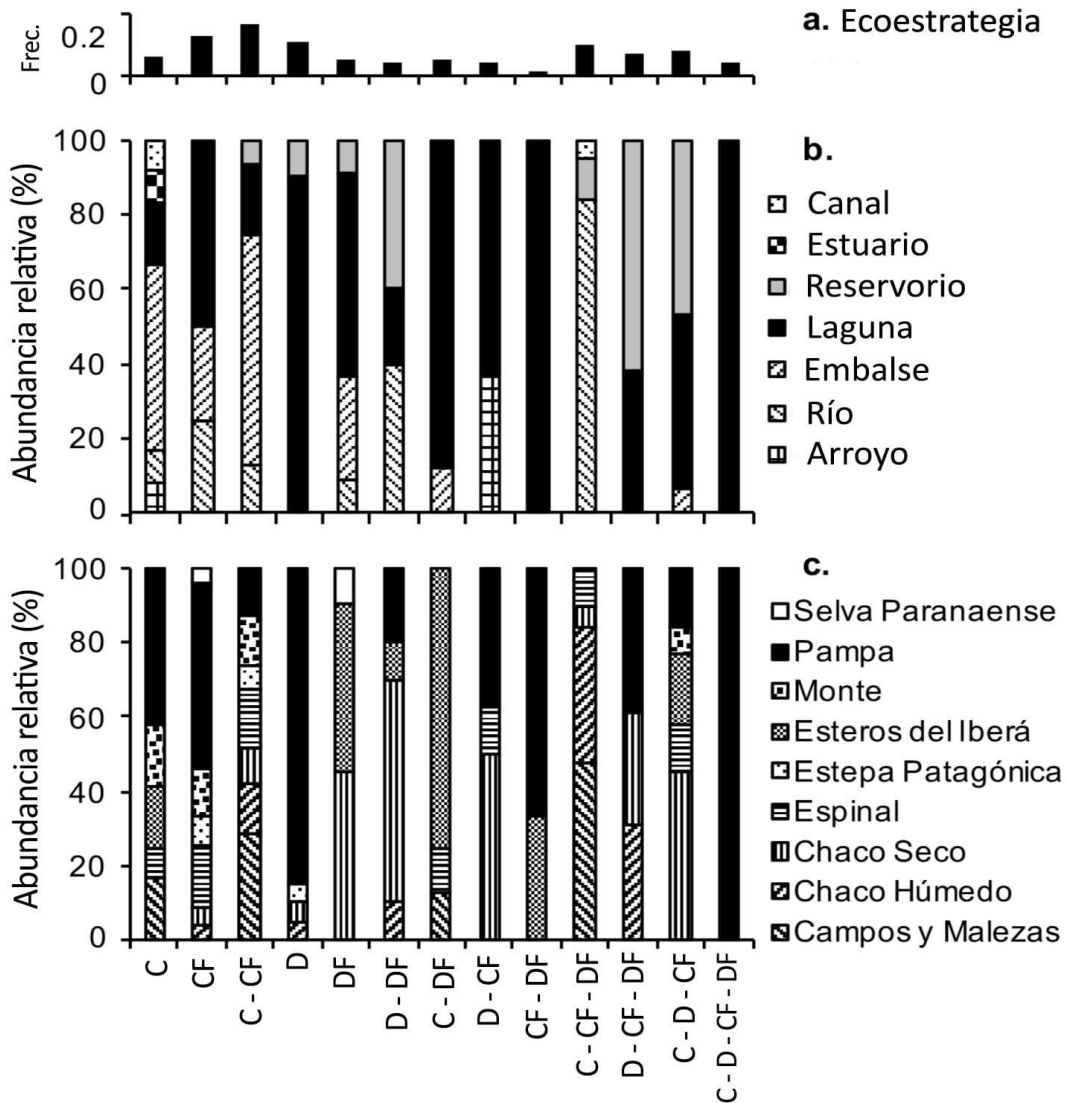 a. Ecoestrategia
Frec.
0.2
0
b.
Abundancia relativa (%)
100
80
60
40
20
0
Canal
Estuario
Reservorio
Laguna
Embalse
Río
Arroyo
c.
Abundancia relativa (%)
100
80
60
40
20
0
Selva Paranaense
Pampa
Monte
Esteros del Iberá
Estepa Patagónica
Espinal
Chaco Seco
Chaco Húmedo
Campos y Malezas
C
CF
C - CF
D
DF
D - DF
C - DF
D - CF
CF - DF
C - CF - DF
D - CF - DF
C - D - CF
C - D - CF - DF